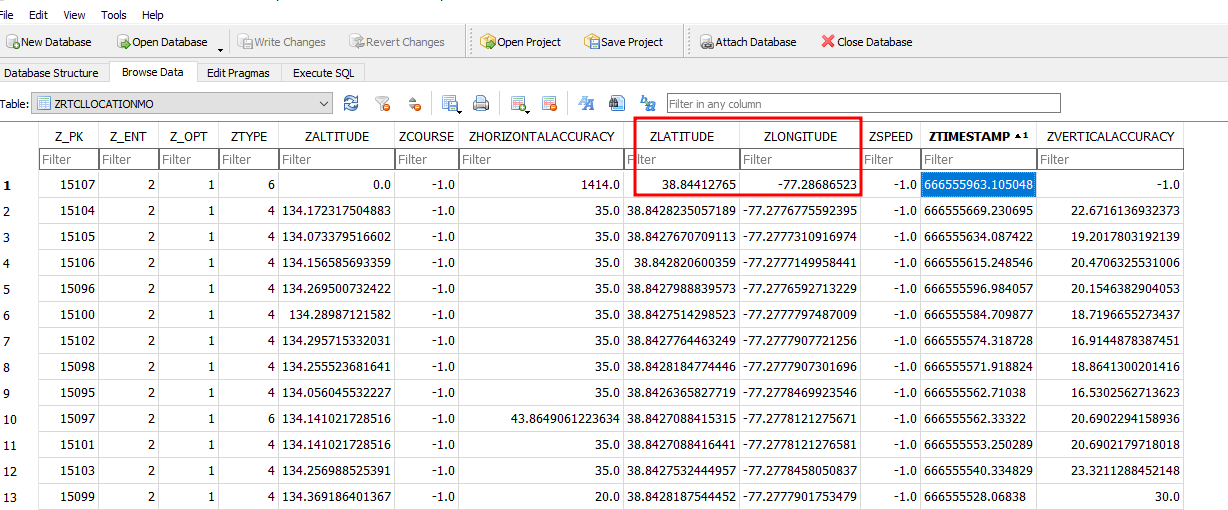 File Edit View Tools Help
New Database Open Database Write Changes Revert Changes Open Project Save Project Attach Database Close Database
Database Structure Browse Data Edit Pragmas Execute SQL
Table: ZRTCLLOCATIONMO Filter in any column
Z_PK Z_ENT Z_OPT ZTYPE ZALTITUDE ZCOURSE ZHORIZONTALACCURACY ZLATITUDE ZLONGITUDE ZSPEED ZTIMESTAMP 1 ZVERTICALACCURACY
Filter Filter Filter Filter Filter Filter Filter Filter Filter Filter Filter Filter
1 15107 2 1 6 0.0 -1.0 1414.0 38.84412765 -77.28686523 -1.0 666555963.105048 -1.0
2 15104 2 1 4 134.172317504883 -1.0 35.0 38.8428235057189 -77.2776775592395 -1.0 666555669.230695 22.6716136932373
3 15105 2 1 4 134.073379516602 -1.0 35.0 38.8427670709113 -77.2777310916974 -1.0 666555634.087422 19.2017803192139
4 15106 2 1 4 134.156585693359 -1.0 35.0 38.842820600359 -77.2777149958441 -1.0 666555615.248546 20.4706325531006
5 15096 2 1 4 134.269500732422 -1.0 35.0 38.8427988839573 -77.2776592713229 -1.0 666555596.984057 20.1546382904053
6 15100 2 1 4 134.28987121582 -1.0 35.0 38.8427514298523 -77.2777797487009 -1.0 666555584.709877 18.7196655273437
7 15102 2 1 4 134.295715332031 -1.0 35.0 38.8427764463249 -77.2777907721256 -1.0 666555574.318728 16.9144878387451
8 15098 2 1 4 134.255523681641 -1.0 35.0 38.8428184774446 -77.2777907301696 -1.0 666555571.918824 18.8641300201416
9 15095 2 1 4 134.056045532227 -1.0 35.0 38.8426365827719 -77.2778469923546 -1.0 666555562.71038 16.5302562713623
10 15097 2 1 6 134.141021728516 -1.0 43.8649061223634 38.8427088415315 -77.2778121275671 -1.0 666555562.33322 20.6902294158936
11 15101 2 1 4 134.141021728516 -1.0 35.0 38.8427088416441 -77.2778121276581 -1.0 666555553.250289 20.6902179718018
12 15103 2 1 4 134.256988525391 -1.0 35.0 38.8427532444957 -77.2778458050837 -1.0 666555540.334829 23.3211288452148
13 15099 2 1 4 134.369186401367 -1.0 20.0 38.8428187544452 -77.2777901753479 -1.0 666555528.06838 30.0